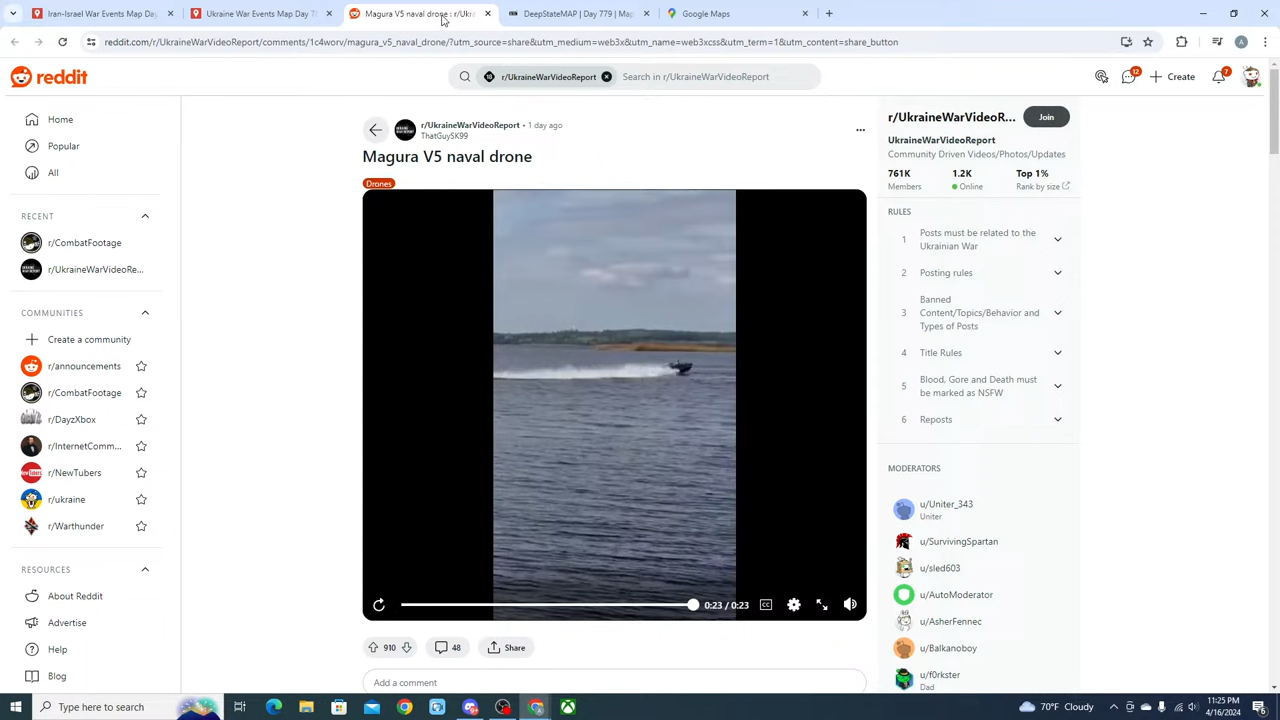 Iran-Israel War Events Map Day
Ukraine War Events Map Day 7
Magura V5 naval drone : r/Ukr
DeepStateMAP | Day 779 | Map
Google Maps
reddit.com/r/UkraineWarVideoReport/comments/1c4worv/magura_v5_naval_drone/?utm_source=share&utm_medium=web3x&utm_name=web3xcss&utm_term=1&utm_content=share_button
A
reddit
r/UkraineWarVideoReport
Search in r/UkraineWarVideoReport
12
Create
7
Home
Popular
All
RECENT
r/CombatFootage
r/UkraineWarVideoRe...
COMMUNITIES
Create a community
r/announcements
r/CombatFootage
r/DayzXbox
r/InternetComm...
r/NewTubers
r/ukraine
r/Warthunder
RESOURCES
About Reddit
Advertise
Help
Blog
r/UkraineWarVideoReport • 1 day ago
ThatGuySK99
Magura V5 naval drone
Drones
0:23 / 0:23
CC
910
48
Share
Add a comment
r/UkraineWarVideoR...
Join
UkraineWarVideoReport
Community Driven Videos/Photos/Updates
761K
1.2K
Top 1%
Members
Online
Rank by size
RULES
1
Posts must be related to the
Ukrainian War
2
Posting rules
3
Banned
Content/Topics/Behavior and
Types of Posts
4
Title Rules
5
Blood, Gore and Death must
be marked as NSFW
6
Reposts
MODERATORS
u/Uniter_343
Uniter
u/SurvivingSpartan
u/sled603
u/AutoModerator
u/AsherFennec
u/Balkanoboy
u/f0rkster
Dad
Type here to search
70°F Cloudy
11:25 PM
4/16/2024